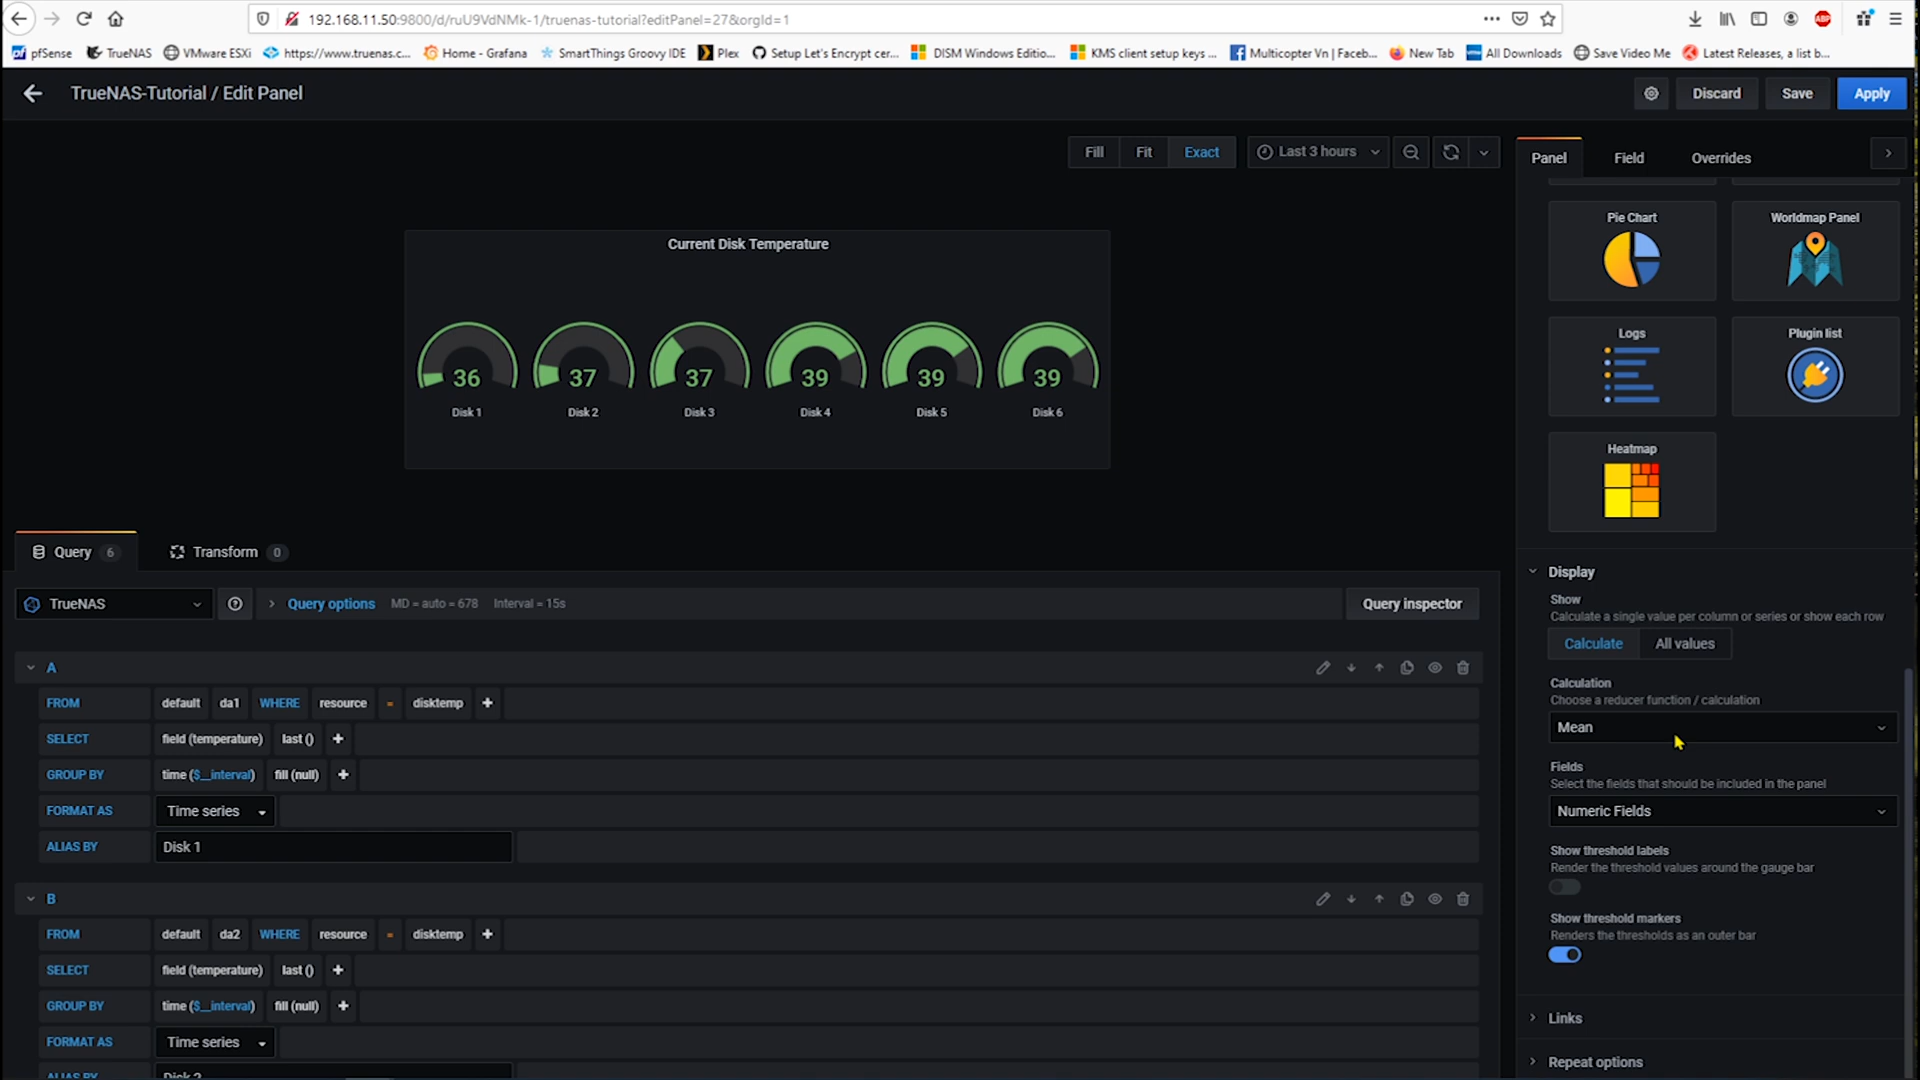 192.168.11.50:9800/d/ruU9VdNMk-1/truenas-tutorial?editPanel=27&orgId=1
pfSense TrueNAS VMware ESXi https://www.truenas.c... Home - Grafana SmartThings Groovy IDE Plex Setup Let's Encrypt cer... DISM Windows Editio... KMS client setup keys ... Multicopter Vn | Faceb... New Tab All Downloads Save Video Me Latest Releases, a list b...
TrueNAS-Tutorial / Edit Panel
Discard Save Apply
Fill Fit Exact Last 3 hours
Panel Field Overrides
Current Disk Temperature
36 37 37 39 39 39
Disk 1 Disk 2 Disk 3 Disk 4 Disk 5 Disk 6
Pie Chart Worldmap Panel
Logs Plugin list
Heatmap
Query 6 Transform 0
TrueNAS Query options MD = auto = 678 Interval = 15s Query inspector
A
FROM default da1 WHERE resource = disktemp +
SELECT field (temperature) last () +
GROUP BY time ($__interval) fill (null) +
FORMAT AS Time series
ALIAS BY Disk 1
B
FROM default da2 WHERE resource = disktemp +
SELECT field (temperature) last () +
GROUP BY time ($__interval) fill (null) +
FORMAT AS Time series
ALIAS BY Disk 2
Display
Show
Calculate a single value per column or series or show each row
Calculate All values
Calculation
Choose a reducer function / calculation
Mean
Fields
Select the fields that should be included in the panel
Numeric Fields
Show threshold labels
Render the threshold values around the gauge bar
Show threshold markers
Renders the thresholds as an outer bar
Links
Repeat options